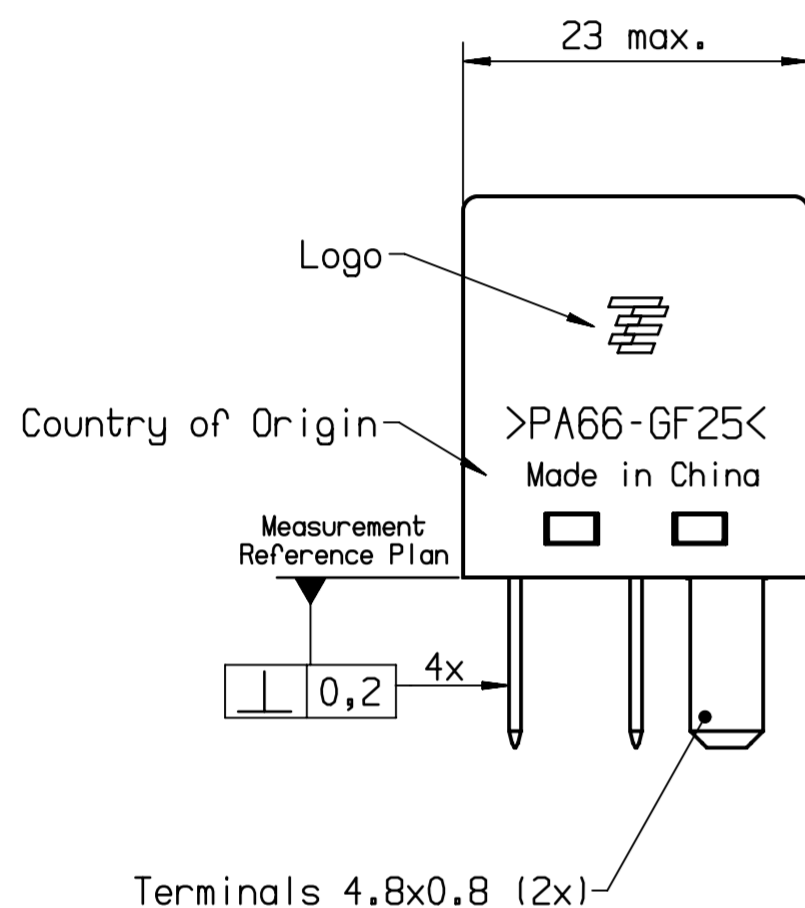 23 max.
Logo
Country of Origin
>PA66-GF25<
Made in China
Measurement
Reference Plan
⊥ 0,2
4x
Terminals 4.8x0.8 (2x)